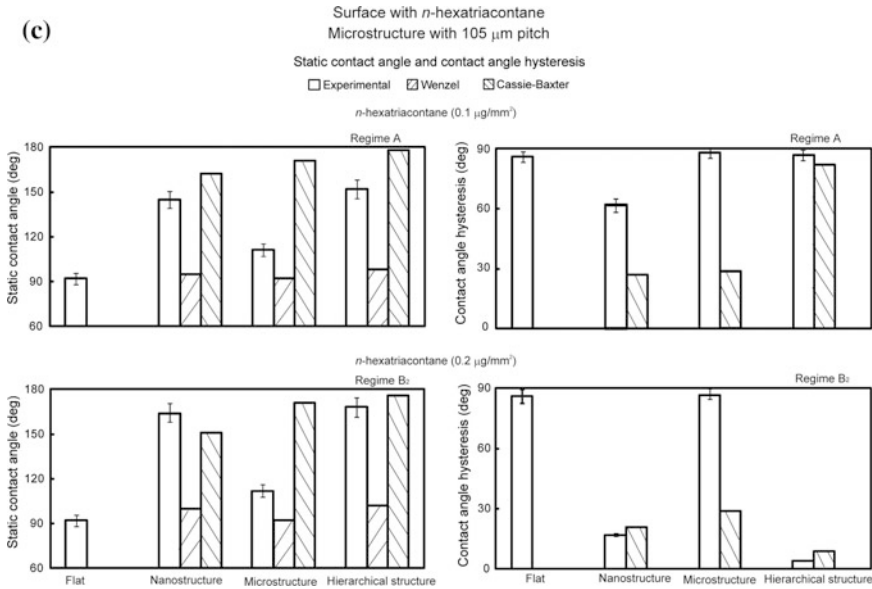 (c)
Surface with n-hexatriacontane
Microstructure with 105 μm pitch
Static contact angle and contact angle hysteresis
Experimental Wenzel Cassie-Baxter
n-hexatriacontane (0.1 μg/mm²)
Regime A
Static contact angle (deg)
180
150
120
90
60
Regime A
Contact angle hysteresis (deg)
90
60
30
0
n-hexatriacontane (0.2 μg/mm²)
Regime B₂
Static contact angle (deg)
180
150
120
90
60
Flat Nanostructure Microstructure Hierarchical structure
Regime B₂
Contact angle hysteresis (deg)
90
60
30
0
Flat Nanostructure Microstructure Hierarchical structure